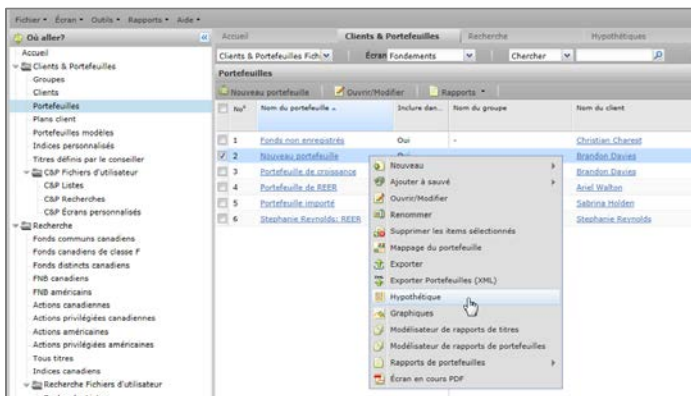 Fichier Écran Outils Rapports Aide
Où aller?
Accueil
Clients & Portefeuilles
Groupes
Clients
Portefeuilles
Plans client
Portefeuilles modèles
Indices personnalisés
Titres définis par le conseiller
C&P Fichiers d'utilisateur
C&P Listes
C&P Recherches
C&P Écrans personnalisés
Recherche
Fonds communs canadiens
Fonds canadiens de classe F
Fonds distincts canadiens
FNB canadiens
FNB américains
Actions canadiennes
Actions privilégiées canadiennes
Actions américaines
Actions privilégiées américaines
Tous titres
Indices canadiens
Recherche Fichiers d'utilisateur
Accueil Clients & Portefeuilles Recherche Hypothétiques
Clients & Portefeuilles Fichi Écran Fondements Chercher
Portefeuilles
Nouveau portefeuille Ouvrir/Modifier Rapports
No° Nom du portefeuille Inclure dan... Nom du groupe Nom du client
1 Fonds non enregistrés Oui - Christian Charest
2 Nouveau portefeuille Oui Brandon Davies
3 Portefeuille de croissance Brandon Davies
4 Portefeuille de REER Ariel Walton
5 Portefeuille importé Sabrina Holden
6 Stephanie Reynolds: REER Stephanie Reynolds
Nouveau
Ajouter à sauvé
Ouvrir/Modifier
Renommer
Supprimer les items sélectionnés
Mappage du portefeuille
Exporter
Exporter Portefeuilles (XML)
Hypothétique
Graphiques
Modélisateur de rapports de titres
Modélisateur de rapports de portefeuilles
Rapports de portefeuilles
Écran en cours PDF